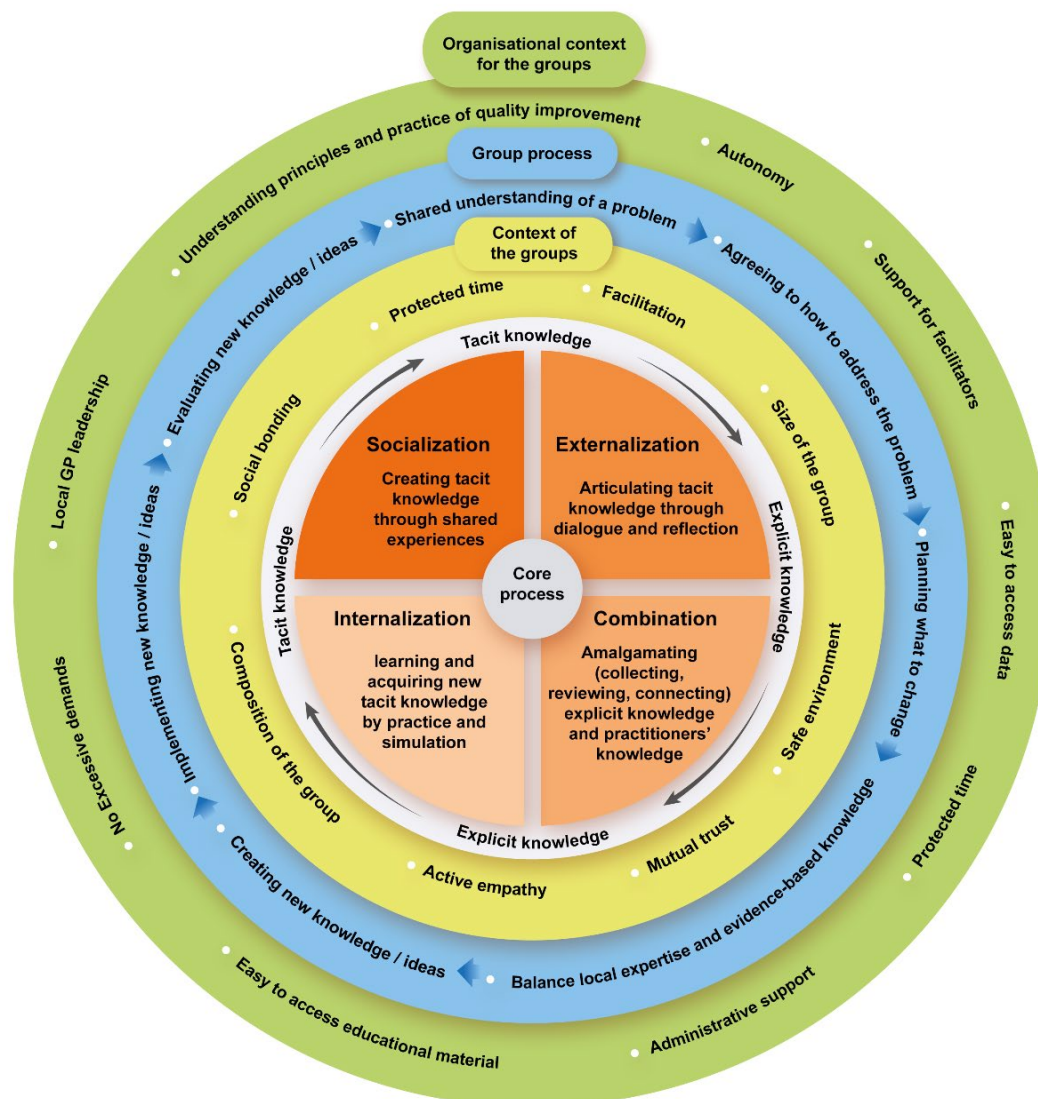 Organisational context
for the groups
Understanding principles and practice of quality improvement
Autonomy
Support for facilitators
Easy to access data
Protected time
Administrative support
Easy to access educational material
No Excessive demands
Local GP leadership
Group process
Shared understanding of a problem
Agreeing to how to address the problem
Planning what to change
Balance local expertise and evidence-based knowledge
Creating new knowledge / ideas
Implementing new knowledge / ideas
Evaluating new knowledge / ideas
Context of
the groups
Protected time
Facilitation
Size of the group
Safe environment
Mutual trust
Active empathy
Composition of the group
Social bonding
Tacit knowledge
Explicit knowledge
Explicit knowledge
Tacit knowledge
Socialization
Creating tacit
knowledge
through shared
experiences
Externalization
Articulating tacit
knowledge through
dialogue and reflection
Core
process
Internalization
learning and
acquiring new
tacit knowledge
by practice and
simulation
Combination
Amalgamating
(collecting,
reviewing, connecting)
explicit knowledge
and practitioners’
knowledge